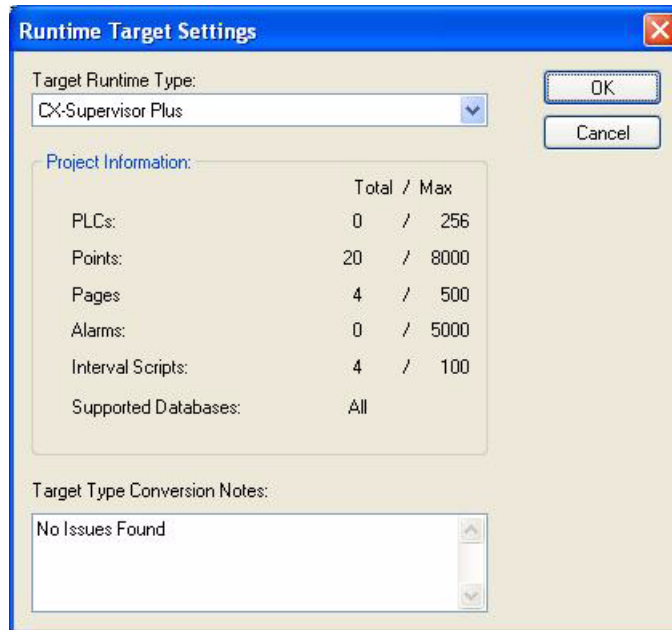 Runtime Target Settings
Target Runtime Type:
CX-Supervisor Plus
OK
Cancel
Project Information:
Total / Max
PLCs: 0 / 256
Points: 20 / 8000
Pages 4 / 500
Alarms: 0 / 5000
Interval Scripts: 4 / 100
Supported Databases: All
Target Type Conversion Notes:
No Issues Found